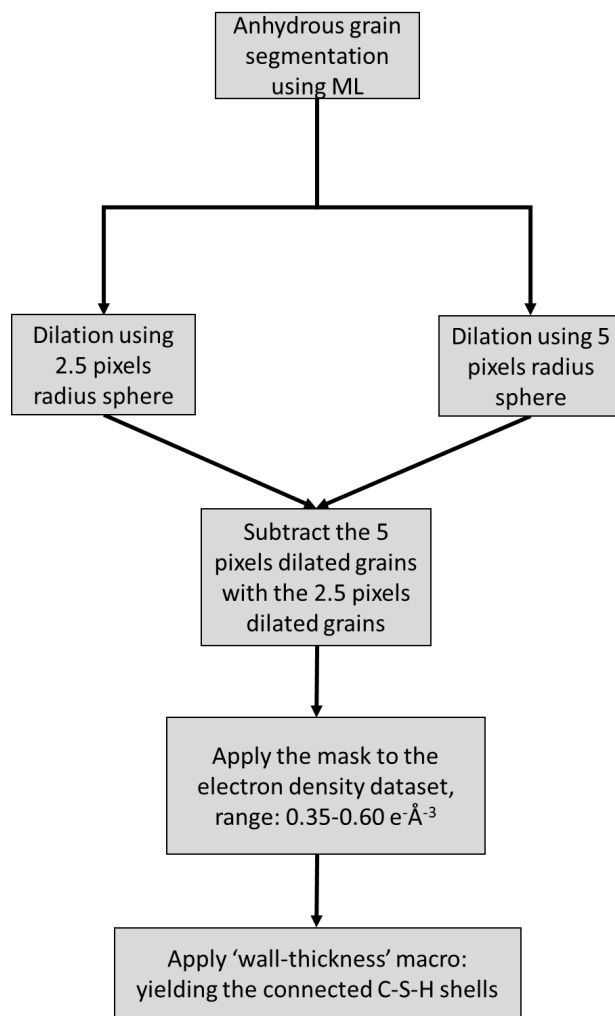 Anhydrous grain
segmentation
using ML
Dilation using
2.5 pixels
radius sphere
Dilation using 5
pixels radius
sphere
Subtract the 5
pixels dilated grains
with the 2.5 pixels
dilated grains
Apply the mask to the
electron density dataset,
range: 0.35-0.60 e⁻Å⁻³
Apply ‘wall-thickness’ macro:
yielding the connected C-S-H shells